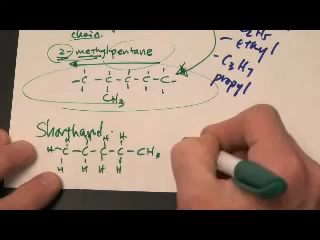 chain.
2-methylpentane
-C-C-C-C-C-
CH3
C2H5
- ethyl
- C3H7
propyl
Shorthand:
H H H H
H-C-C-C-C-CH3
H H H H